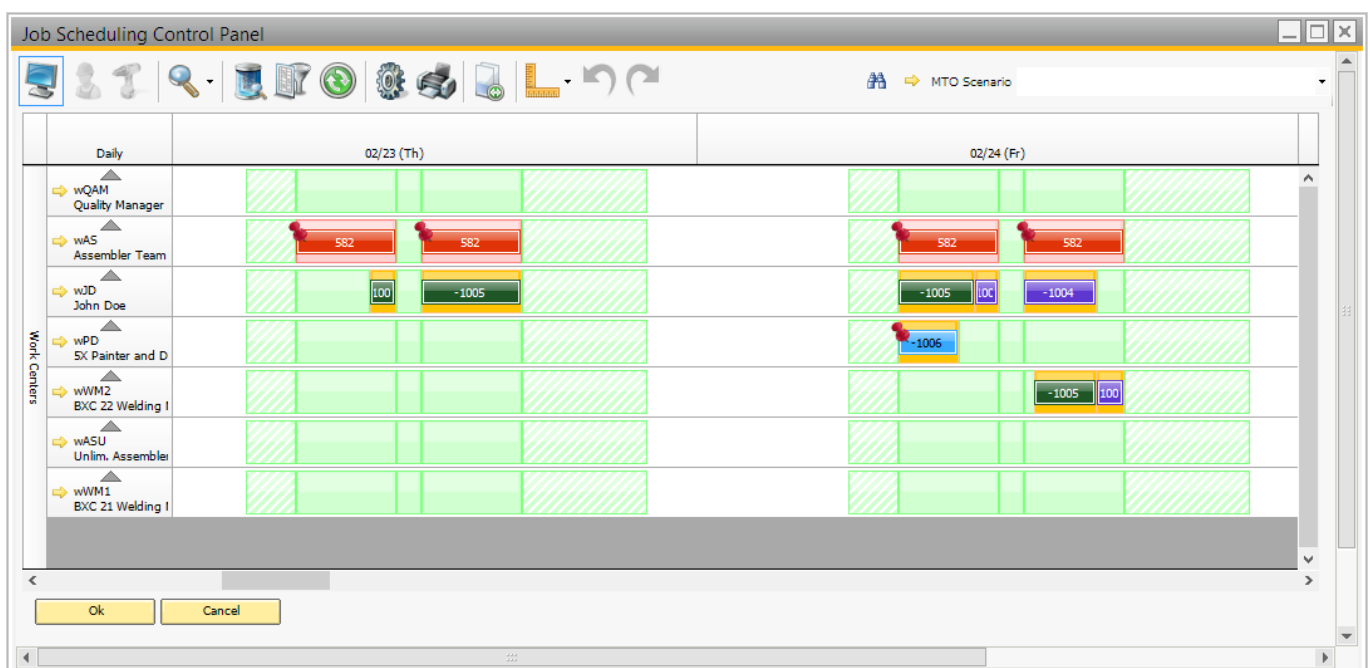 Job Scheduling Control Panel
MTO Scenario
Daily 02/23 (Th) 02/24 (Fr)
Work Centers
wQAM
Quality Manager
wAS
Assembler Team
582 582 582 582
wJD
John Doe
100 -1005 -1005 100 -1004
wPD
5X Painter and D
-1006
wWM2
BXC 22 Welding
-1005 100
wASU
Unlim. Assembler
wWM1
BXC 21 Welding
Ok Cancel